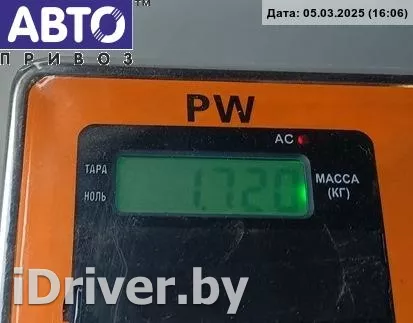 АВТО™
ПРИВОЗ
Дата: 05.03.2025 (16:06)
PW
AC
ТАРА
НОЛЬ
1.720
МАССА
(КГ)
iDriver.by